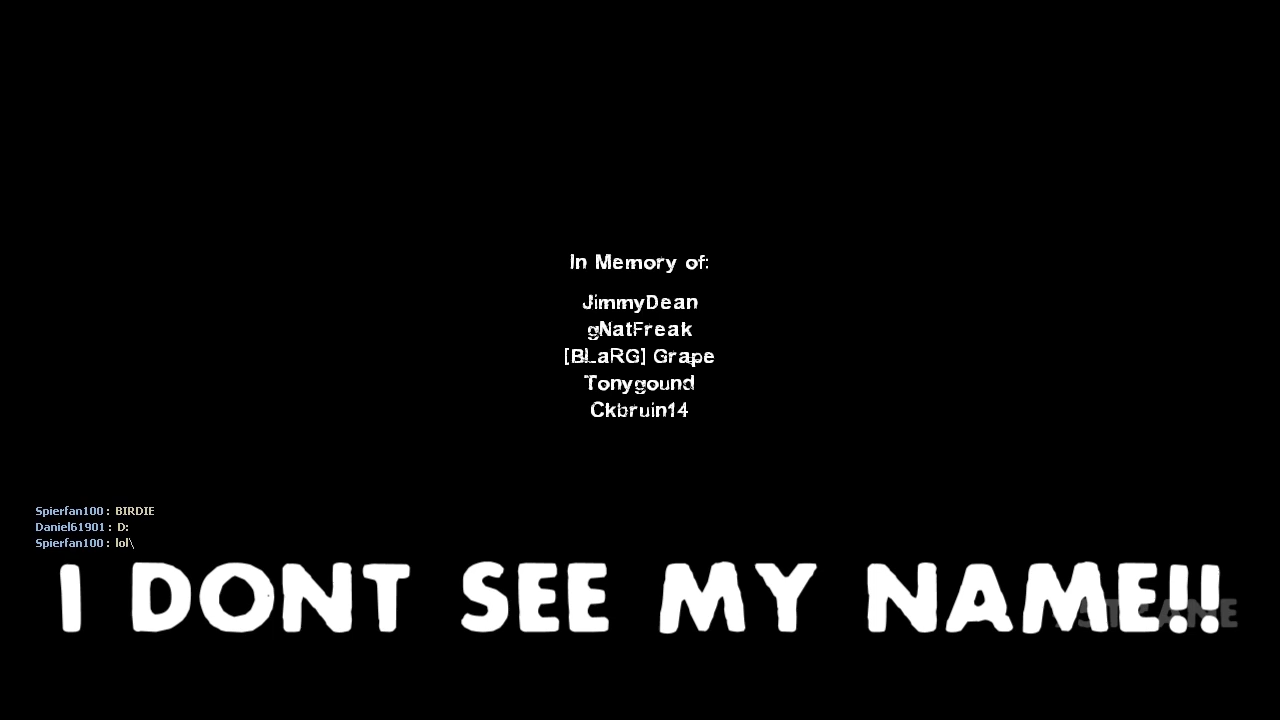 In Memory of:
JimmyDean
gNatFreak
[BLaRG] Grape
Tonygound
Ckbruin14
Spierfan100 : BIRDIE
Daniel61901 : D:
Spierfan100 : lol\
I DONT SEE MY NAME!!